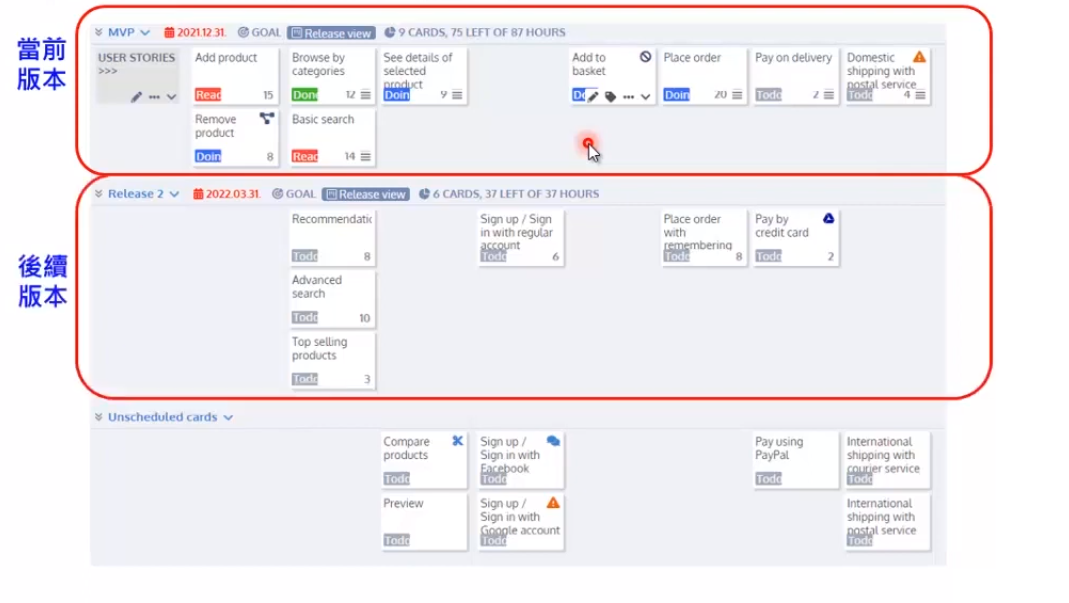 當前
版本
MVP 2021.12.31. GOAL Release view 9 CARDS, 75 LEFT OF 87 HOURS
USER STORIES
>>>
Add product
Reac 15
Browse by
categories
Done 12
See details of
selected
product
Doin 9
Add to
basket
Place order
Doin 20
Pay on delivery
Todo 2
Domestic
shipping with
postal service
Todo 4
Remove
product
Doin 8
Basic search
Reac 14
後續
版本
Release 2 2022.03.31. GOAL Release view 6 CARDS, 37 LEFT OF 37 HOURS
Recommendatic
Todo 8
Sign up / Sign
in with regular
account
Todo 6
Place order
with
remembering
Todo 8
Pay by
credit card
Todo 2
Advanced
search
Todo 10
Top selling
products
Todo 3
Unscheduled cards
Compare
products
Todo
Sign up /
Sign in with
Facebook
Todo
Pay using
PayPal
Todo
International
shipping with
courier service
Todo
Preview
Todo
Sign up /
Sign in with
Google account
Todo
International
shipping with
postal service
Todo